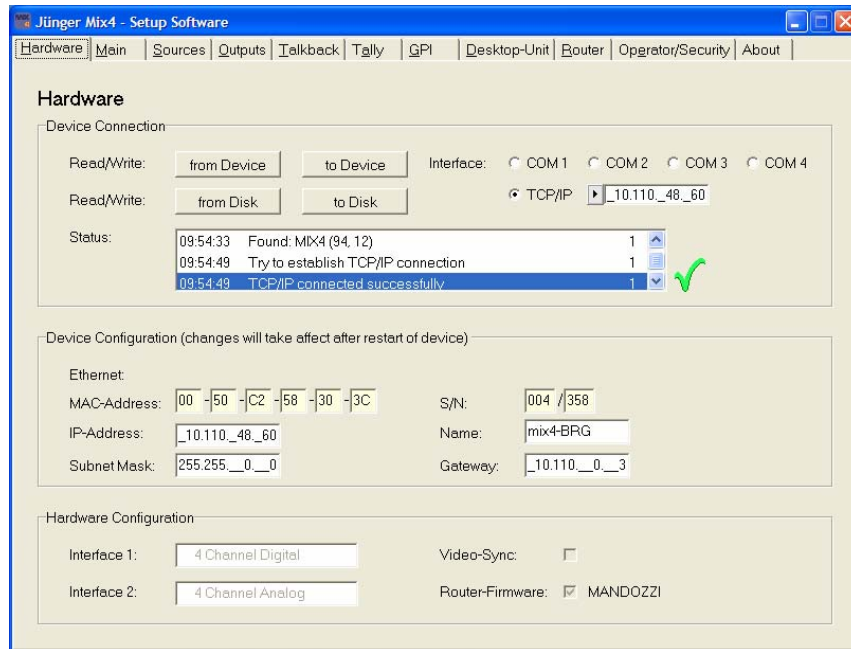 Jünger Mix4 - Setup Software
Hardware Main Sources Outputs Talkback Tally GPI Desktop-Unit Router Operator/Security About
Hardware
Device Connection
Read/Write: from Device to Device Interface: COM 1 COM 2 COM 3 COM 4
Read/Write: from Disk to Disk TCP/IP _10.110._48._60
Status:
09:54:33 Found: MIX4 (94, 12) 1
09:54:49 Try to establish TCP/IP connection 1
09:54:49 TCP/IP connected successfully 1
Device Configuration (changes will take affect after restart of device)
Ethernet:
MAC-Address: 00 - 50 - C2 - 58 - 30 - 3C S/N: 004 / 358
IP-Address: _10.110._48._60 Name: mix4-BRG
Subnet Mask: 255.255.__0.__0 Gateway: _10.110.__0.__3
Hardware Configuration
Interface 1: 4 Channel Digital Video-Sync:
Interface 2: 4 Channel Analog Router-Firmware: MANDOZZI